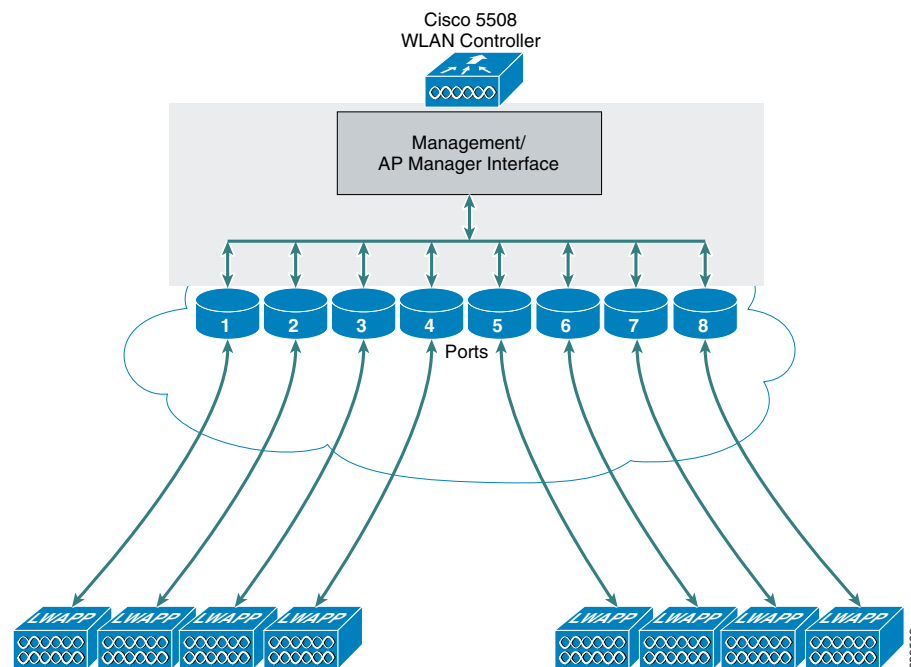 Cisco 5508
WLAN Controller
Management/
AP Manager Interface
1 2 3 4 5 6 7 8
Ports
LWAPP LWAPP LWAPP LWAPP LWAPP LWAPP LWAPP LWAPP